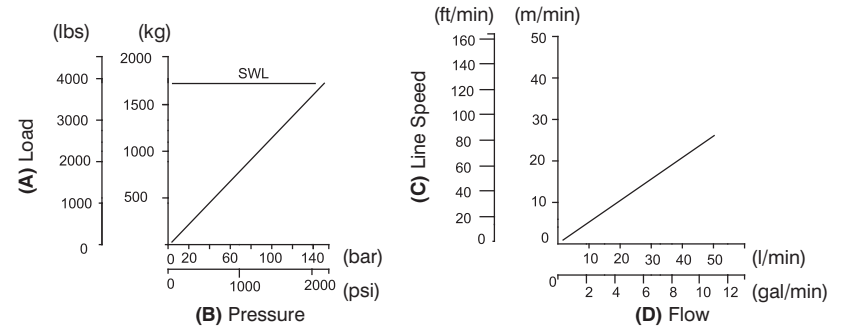 (lbs) (kg)
2000
4000
SWL
1500
3000
1000
2000
500
1000
0
0 20 60 100 140 (bar)
0 1000 2000 (psi)
(A) Load
(B) Pressure
(ft/min) (m/min)
160 50
140
120 40
100
30
80
60 20
40
10
20
0 0
10 20 30 40 50 (l/min)
0 2 4 6 8 10 12 (gal/min)
(C) Line Speed
(D) Flow